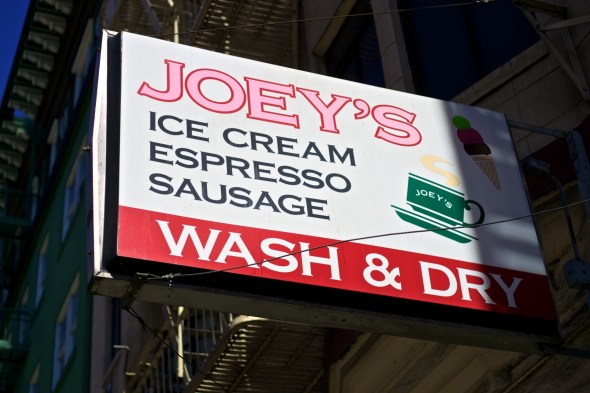 JOEY'S
ICE CREAM
ESPRESSO
SAUSAGE
JOEY'S
WASH & DRY